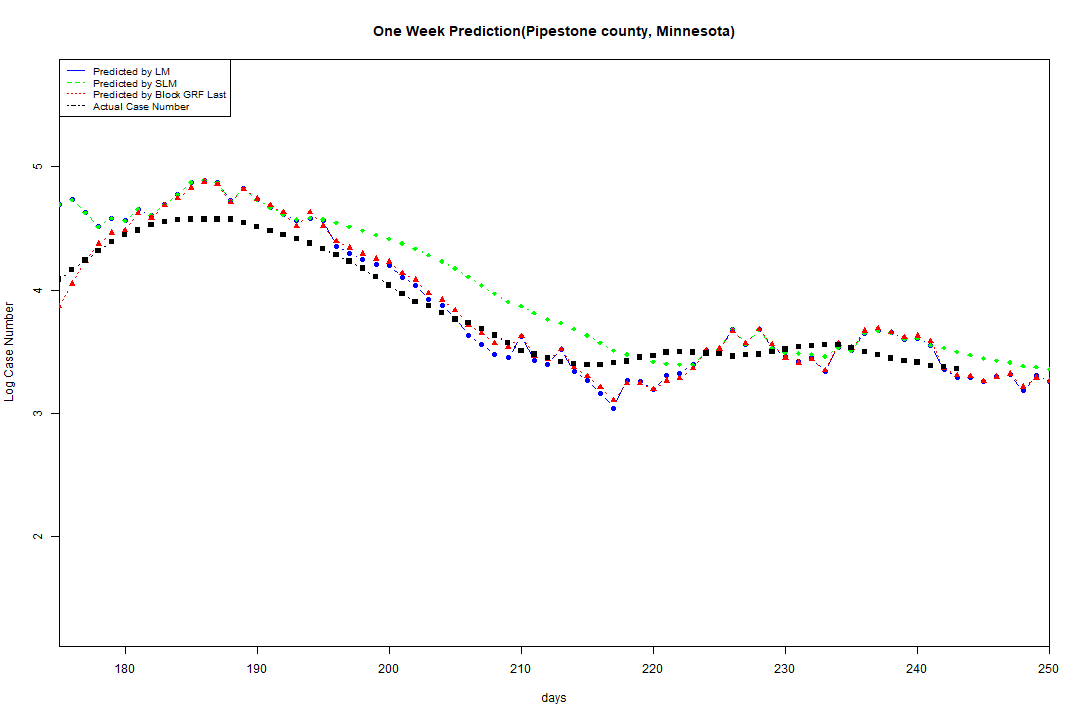 One Week Prediction(Pipestone county, Minnesota)
Predicted by LM
Predicted by SLM
Predicted by Block GRF Last
Actual Case Number
5
4
3
2
Log Case Number
180 190 200 210 220 230 240 250
days